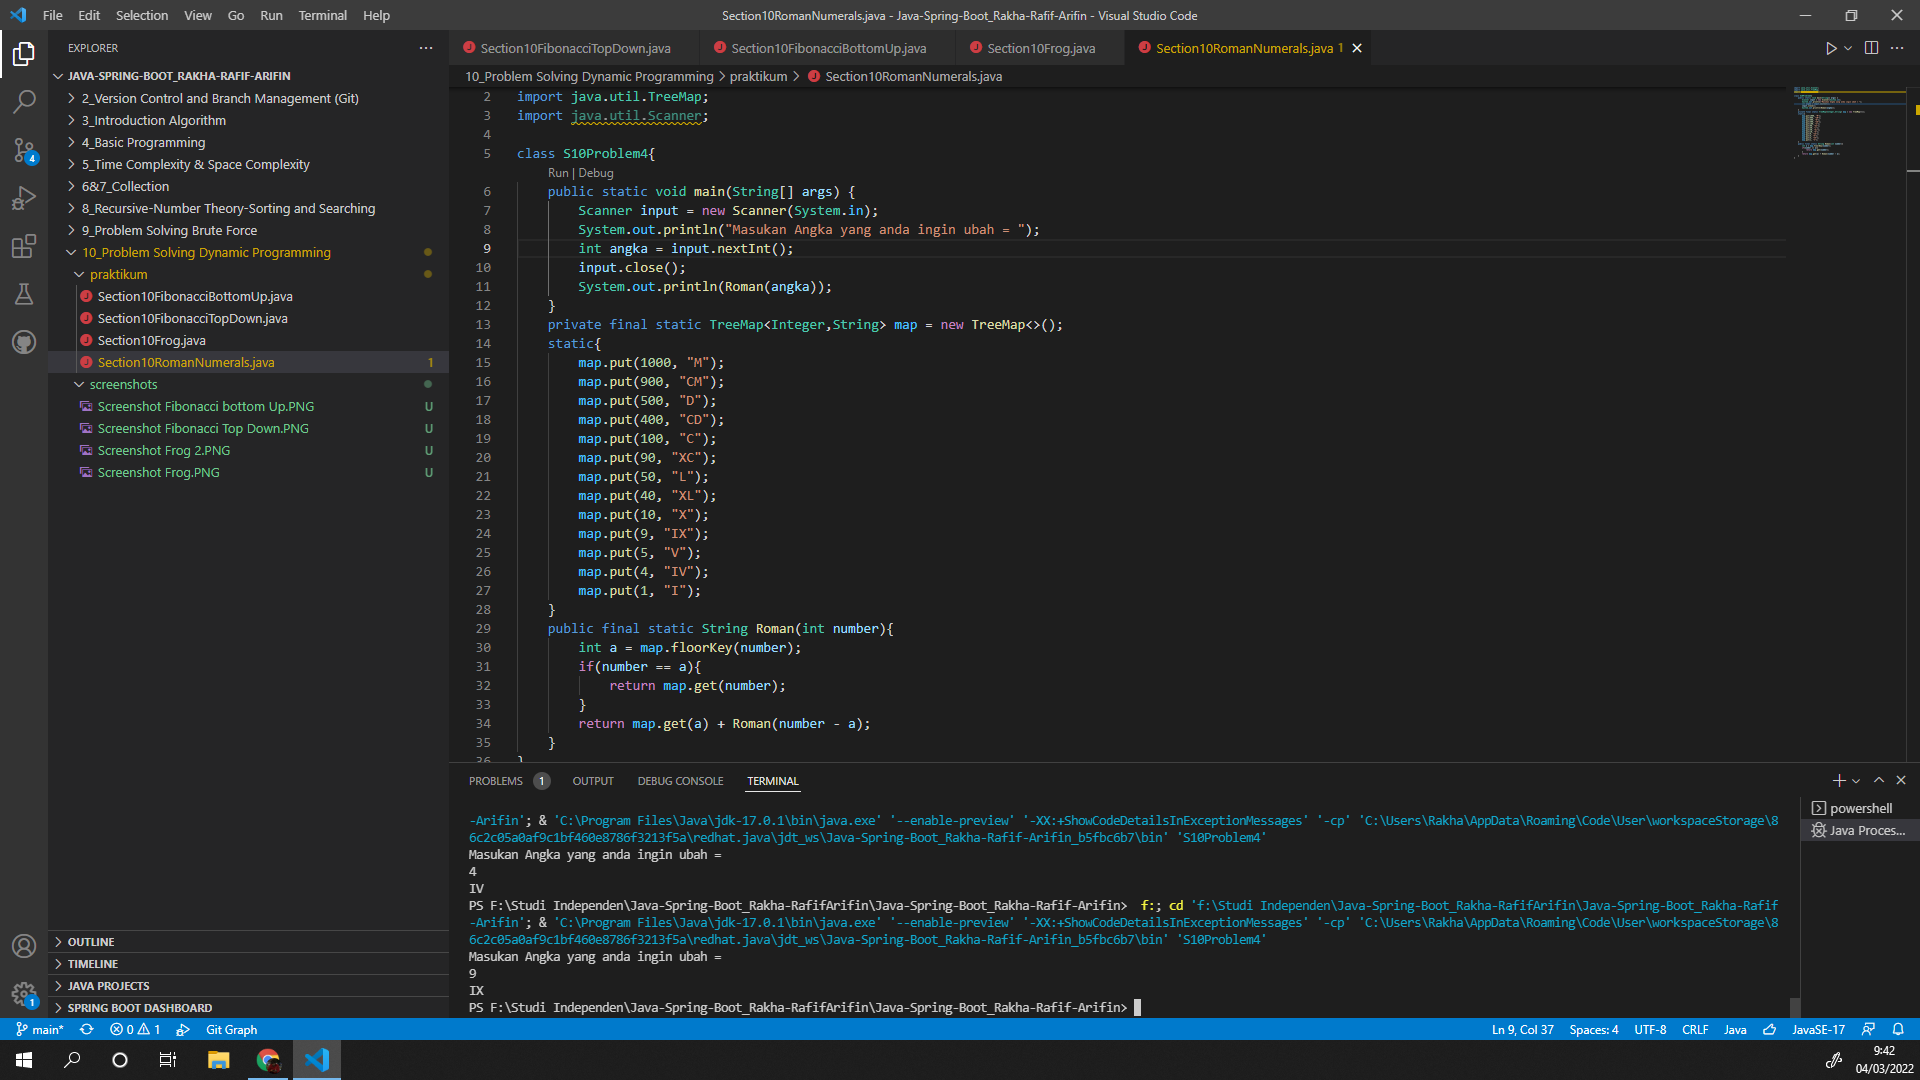 File Edit Selection View Go Run Terminal Help
Section10RomanNumerals.java - Java-Spring-Boot_Rakha-Rafif-Arifin - Visual Studio Code
EXPLORER
JAVA-SPRING-BOOT_RAKHA-RAFIF-ARIFIN
2_Version Control and Branch Management (Git)
3_Introduction Algorithm
4_Basic Programming
5_Time Complexity & Space Complexity
6&7_Collection
8_Recursive-Number Theory-Sorting and Searching
9_Problem Solving Brute Force
10_Problem Solving Dynamic Programming
praktikum
Section10FibonacciBottomUp.java
Section10FibonacciTopDown.java
Section10Frog.java
Section10RomanNumerals.java 1
screenshots
Screenshot Fibonacci bottom Up.PNG U
Screenshot Fibonacci Top Down.PNG U
Screenshot Frog 2.PNG U
Screenshot Frog.PNG U
OUTLINE
TIMELINE
JAVA PROJECTS
SPRING BOOT DASHBOARD
4
1
Section10FibonacciTopDown.java Section10FibonacciBottomUp.java Section10Frog.java Section10RomanNumerals.java 1
10_Problem Solving Dynamic Programming > praktikum > Section10RomanNumerals.java
2 import java.util.TreeMap;
3 import java.util.Scanner;
4
5 class S10Problem4{
Run | Debug
6 public static void main(String[] args) {
7 Scanner input = new Scanner(System.in);
8 System.out.println("Masukan Angka yang anda ingin ubah = ");
9 int angka = input.nextInt();
10 input.close();
11 System.out.println(Roman(angka));
12 }
13 private final static TreeMap<Integer,String> map = new TreeMap<>();
14 static{
15 map.put(1000, "M");
16 map.put(900, "CM");
17 map.put(500, "D");
18 map.put(400, "CD");
19 map.put(100, "C");
20 map.put(90, "XC");
21 map.put(50, "L");
22 map.put(40, "XL");
23 map.put(10, "X");
24 map.put(9, "IX");
25 map.put(5, "V");
26 map.put(4, "IV");
27 map.put(1, "I");
28 }
29 public final static String Roman(int number){
30 int a = map.floorKey(number);
31 if(number == a){
32 return map.get(number);
33 }
34 return map.get(a) + Roman(number - a);
35 }
36 }
PROBLEMS 1 OUTPUT DEBUG CONSOLE TERMINAL
-Arifin'; & 'C:\Program Files\Java\jdk-17.0.1\bin\java.exe' '--enable-preview' '-XX:+ShowCodeDetailsInExceptionMessages' '-cp' 'C:\Users\Rakha\AppData\Roaming\Code\User\workspaceStorage\8
6c2c05a0af9c1bf460e8786f3213f5a\redhat.java\jdt_ws\Java-Spring-Boot_Rakha-Rafif-Arifin_b5fbc6b7\bin' 'S10Problem4'
Masukan Angka yang anda ingin ubah =
4
IV
PS F:\Studi Independen\Java-Spring-Boot_Rakha-RafifArifin\Java-Spring-Boot_Rakha-Rafif-Arifin> f:; cd 'f:\Studi Independen\Java-Spring-Boot_Rakha-RafifArifin\Java-Spring-Boot_Rakha-Rafif
-Arifin'; & 'C:\Program Files\Java\jdk-17.0.1\bin\java.exe' '--enable-preview' '-XX:+ShowCodeDetailsInExceptionMessages' '-cp' 'C:\Users\Rakha\AppData\Roaming\Code\User\workspaceStorage\8
6c2c05a0af9c1bf460e8786f3213f5a\redhat.java\jdt_ws\Java-Spring-Boot_Rakha-Rafif-Arifin_b5fbc6b7\bin' 'S10Problem4'
Masukan Angka yang anda ingin ubah =
9
IX
PS F:\Studi Independen\Java-Spring-Boot_Rakha-RafifArifin\Java-Spring-Boot_Rakha-Rafif-Arifin>
powershell
Java Proces...
main* 0 1 Git Graph
Ln 9, Col 37 Spaces: 4 UTF-8 CRLF Java JavaSE-17
9:42
04/03/2022